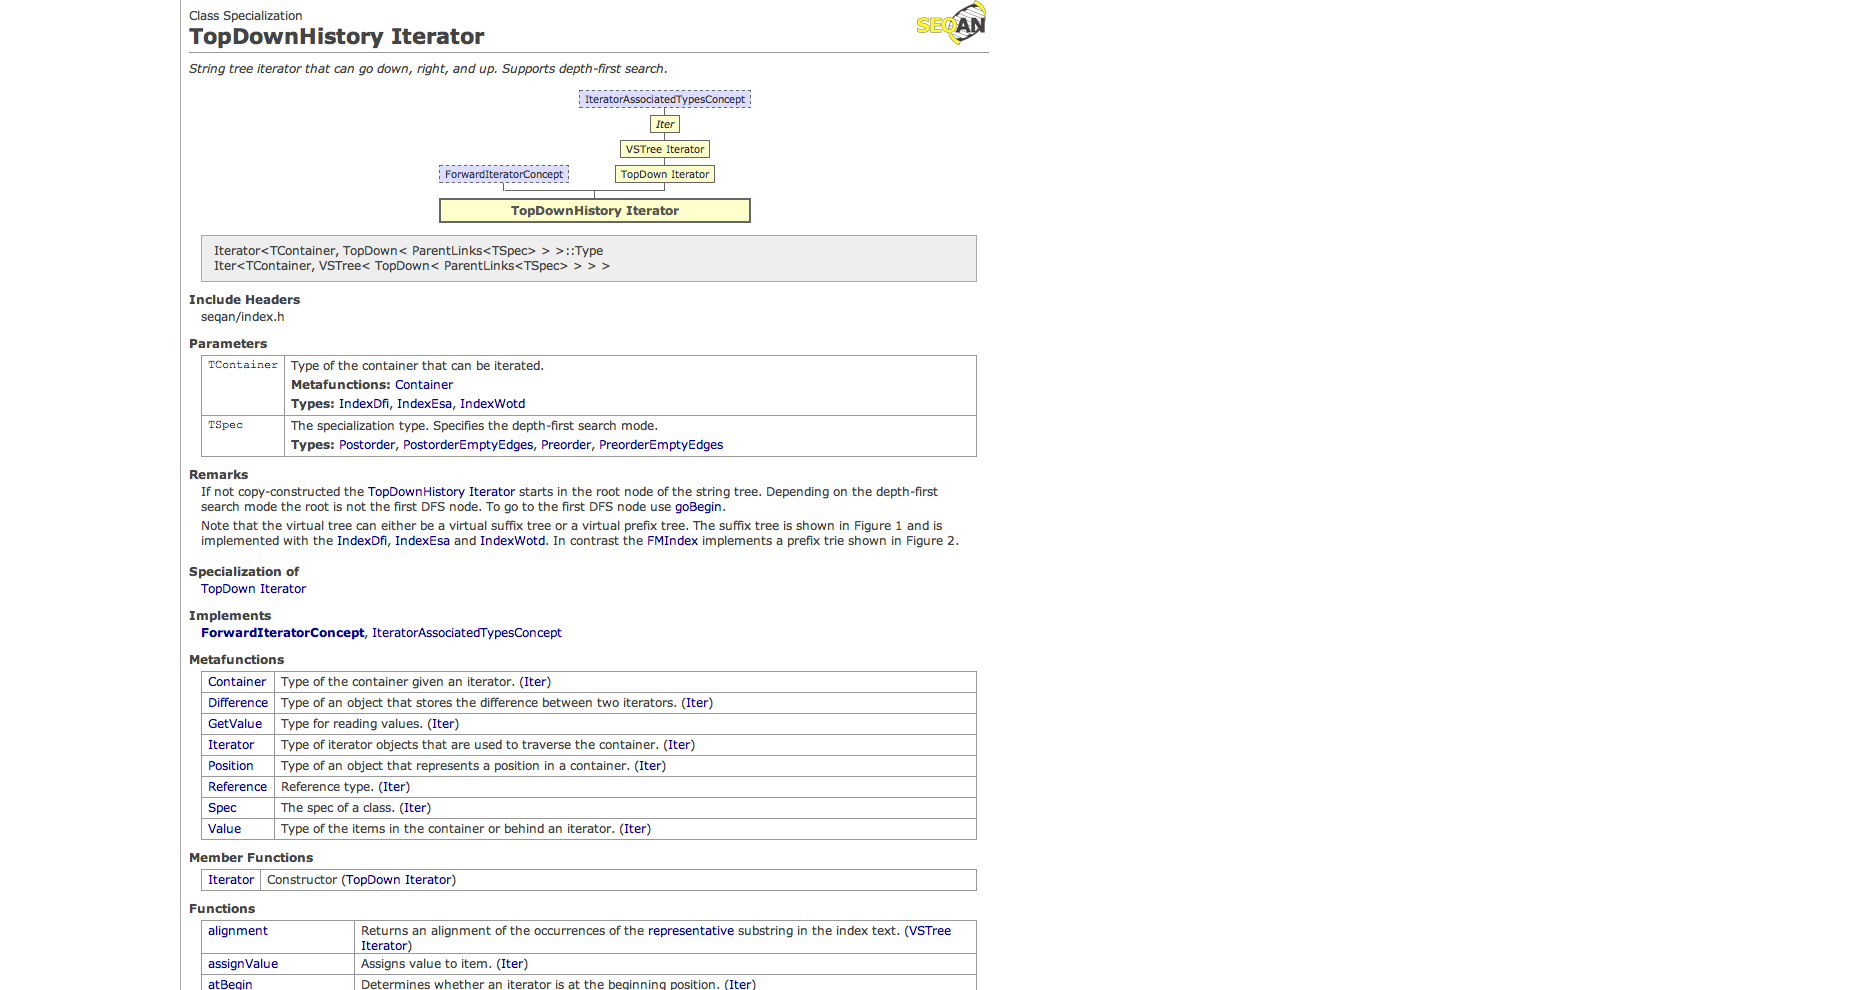 Class Specialization
TopDownHistory Iterator
SEQAN
String tree iterator that can go down, right, and up. Supports depth-first search.
IteratorAssociatedTypesConcept
Iter
VSTree Iterator
ForwardIteratorConcept
TopDown Iterator
TopDownHistory Iterator
Iterator<TContainer, TopDown< ParentLinks<TSpec> > >::Type
Iter<TContainer, VSTree< TopDown< ParentLinks<TSpec> > > >
Include Headers
seqan/index.h
Parameters
TContainer Type of the container that can be iterated.
Metafunctions: Container
Types: IndexDfi, IndexEsa, IndexWotd
TSpec The specialization type. Specifies the depth-first search mode.
Types: Postorder, PostorderEmptyEdges, Preorder, PreorderEmptyEdges
Remarks
If not copy-constructed the TopDownHistory Iterator starts in the root node of the string tree. Depending on the depth-first
search mode the root is not the first DFS node. To go to the first DFS node use goBegin.
Note that the virtual tree can either be a virtual suffix tree or a virtual prefix tree. The suffix tree is shown in Figure 1 and is
implemented with the IndexDfi, IndexEsa and IndexWotd. In contrast the FMIndex implements a prefix trie shown in Figure 2.
Specialization of
TopDown Iterator
Implements
ForwardIteratorConcept, IteratorAssociatedTypesConcept
Metafunctions
Container Type of the container given an iterator. (Iter)
Difference Type of an object that stores the difference between two iterators. (Iter)
GetValue Type for reading values. (Iter)
Iterator Type of iterator objects that are used to traverse the container. (Iter)
Position Type of an object that represents a position in a container. (Iter)
Reference Reference type. (Iter)
Spec The spec of a class. (Iter)
Value Type of the items in the container or behind an iterator. (Iter)
Member Functions
Iterator Constructor (TopDown Iterator)
Functions
alignment Returns an alignment of the occurrences of the representative substring in the index text. (VSTree
Iterator)
assignValue Assigns value to item. (Iter)
atBegin Determines whether an iterator is at the beginning position. (Iter)